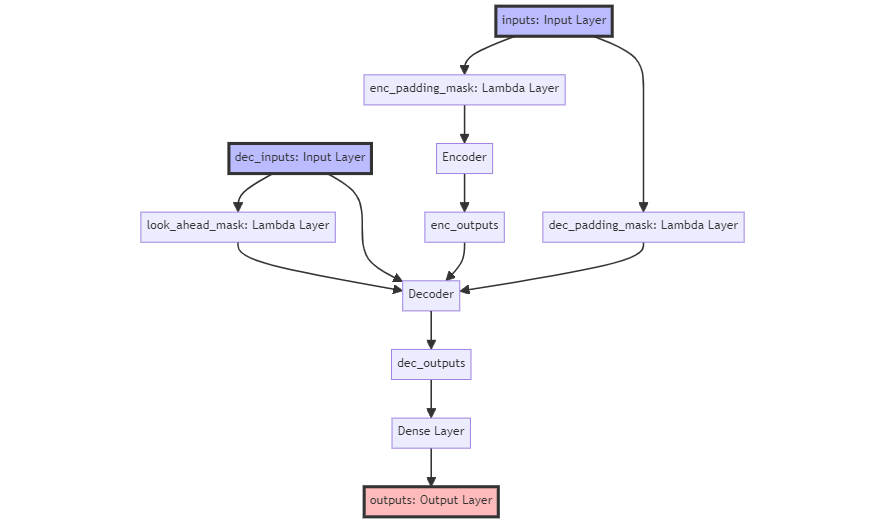 inputs: Input Layer
enc_padding_mask: Lambda Layer
dec_inputs: Input Layer
Encoder
look_ahead_mask: Lambda Layer
enc_outputs
dec_padding_mask: Lambda Layer
Decoder
dec_outputs
Dense Layer
outputs: Output Layer